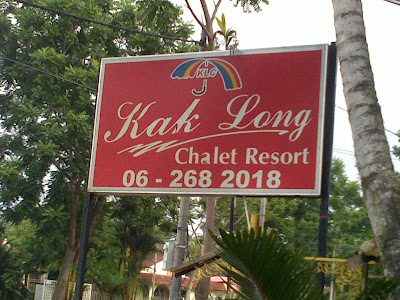 KLC
Kak Long
Chalet Resort
06 - 268 2018